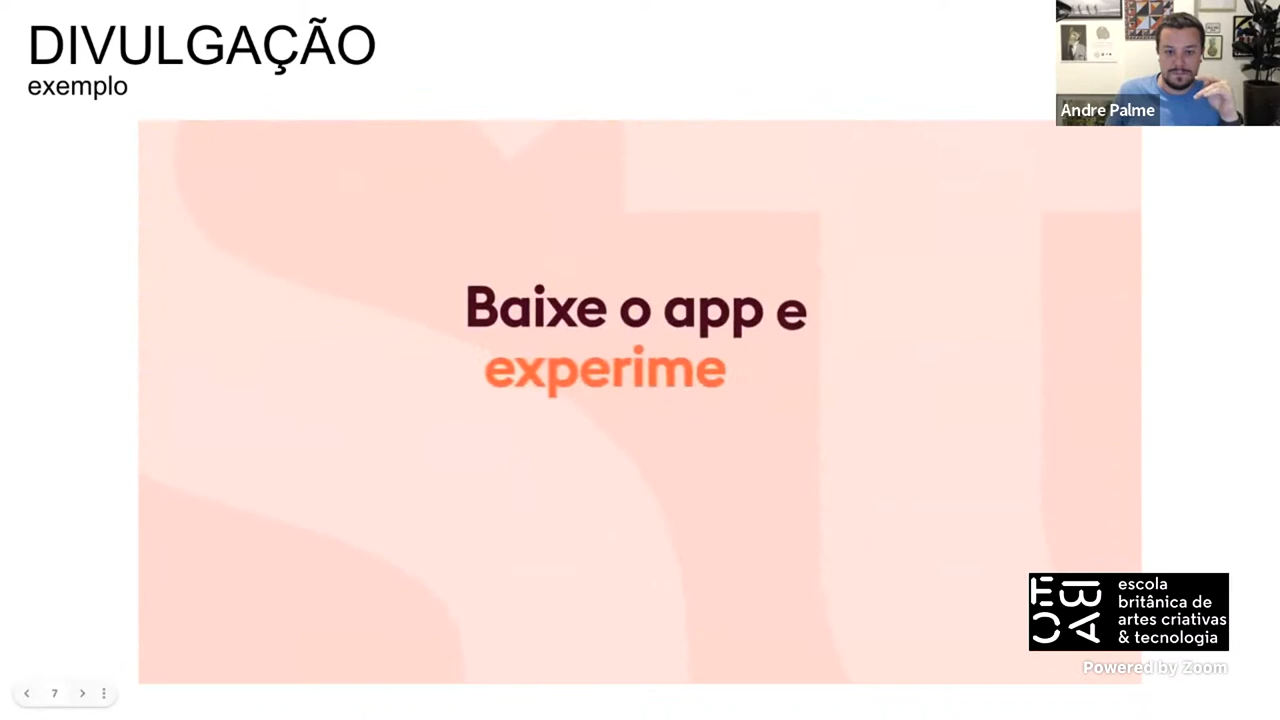 DIVULGAÇÃO
exemplo
Andre Palme
Baixe o app e
experime
escola
britânica de
artes criativas
& tecnologia
Powered by Zoom
7